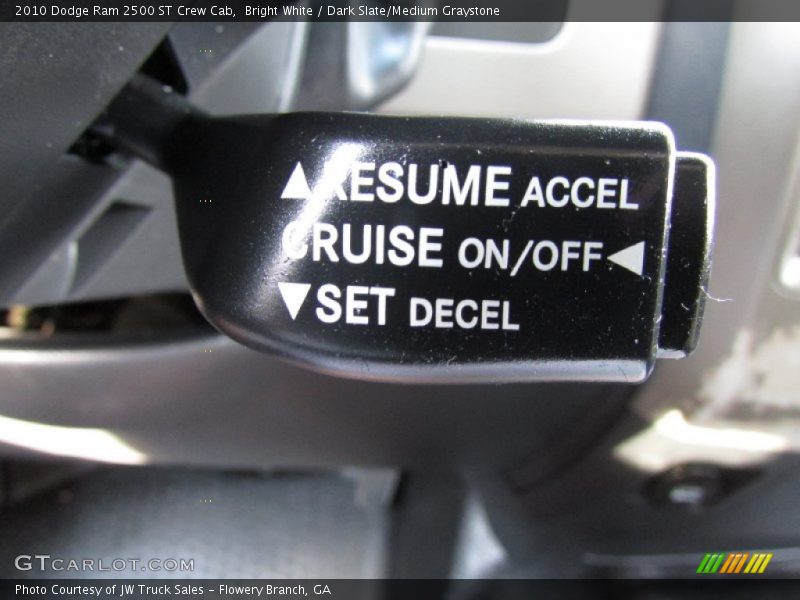 2010 Dodge Ram 2500 ST Crew Cab,  Bright White / Dark Slate/Medium Graystone
▲RESUME ACCEL
CRUISE ON/OFF◀
▼SET DECEL
GTCARLOT.COM
Photo Courtesy of JW Truck Sales - Flowery Branch, GA